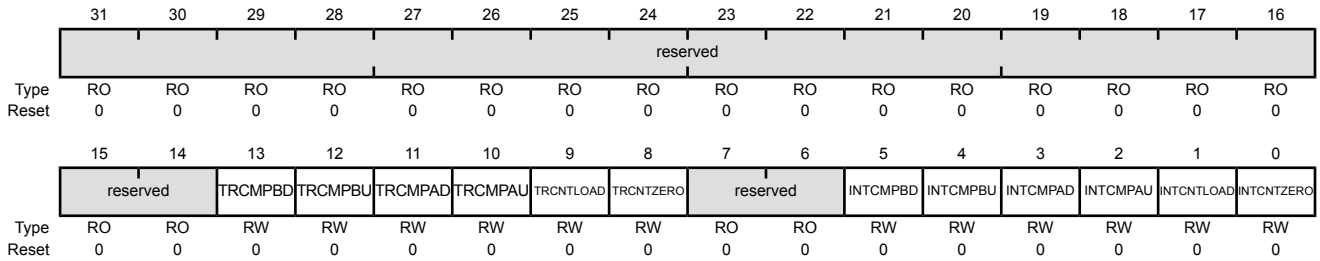 31 30 29 28 27 26 25 24 23 22 21 20 19 18 17 16
reserved
Type RO RO RO RO RO RO RO RO RO RO RO RO RO RO RO RO
Reset 0 0 0 0 0 0 0 0 0 0 0 0 0 0 0 0
15 14 13 12 11 10 9 8 7 6 5 4 3 2 1 0
reserved TRCMPBD TRCMPBU TRCMPAD TRCMPAU TRCNTLOAD TRCNTZERO reserved INTCMPBD INTCMPBU INTCMPAD INTCMPAU INTCNTLOAD INTCNTZERO
Type RO RO RW RW RW RW RW RW RO RO RW RW RW RW RW RW
Reset 0 0 0 0 0 0 0 0 0 0 0 0 0 0 0 0